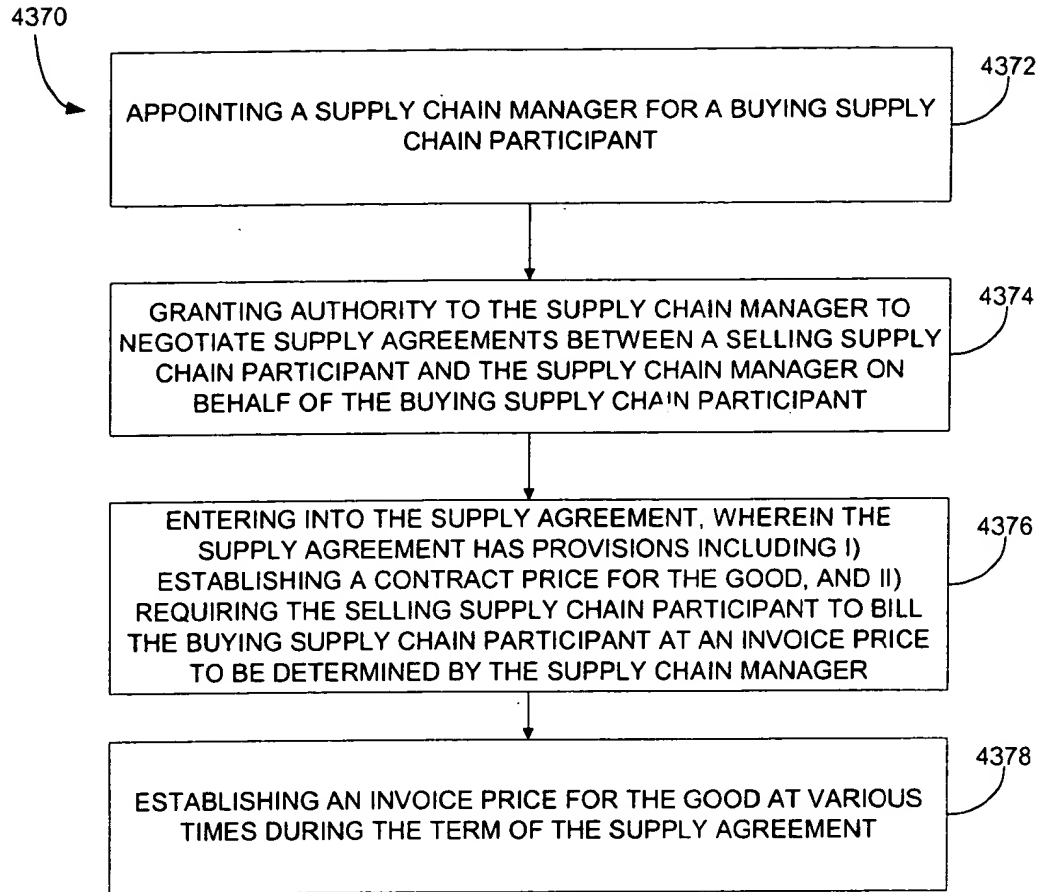 4370
4372
APPOINTING A SUPPLY CHAIN MANAGER FOR A BUYING SUPPLY
CHAIN PARTICIPANT
4374
GRANTING AUTHORITY TO THE SUPPLY CHAIN MANAGER TO
NEGOTIATE SUPPLY AGREEMENTS BETWEEN A SELLING SUPPLY
CHAIN PARTICIPANT AND THE SUPPLY CHAIN MANAGER ON
BEHALF OF THE BUYING SUPPLY CHAIN PARTICIPANT
4376
ENTERING INTO THE SUPPLY AGREEMENT, WHEREIN THE
SUPPLY AGREEMENT HAS PROVISIONS INCLUDING I)
ESTABLISHING A CONTRACT PRICE FOR THE GOOD, AND II)
REQUIRING THE SELLING SUPPLY CHAIN PARTICIPANT TO BILL
THE BUYING SUPPLY CHAIN PARTICIPANT AT AN INVOICE PRICE
TO BE DETERMINED BY THE SUPPLY CHAIN MANAGER
4378
ESTABLISHING AN INVOICE PRICE FOR THE GOOD AT VARIOUS
TIMES DURING THE TERM OF THE SUPPLY AGREEMENT